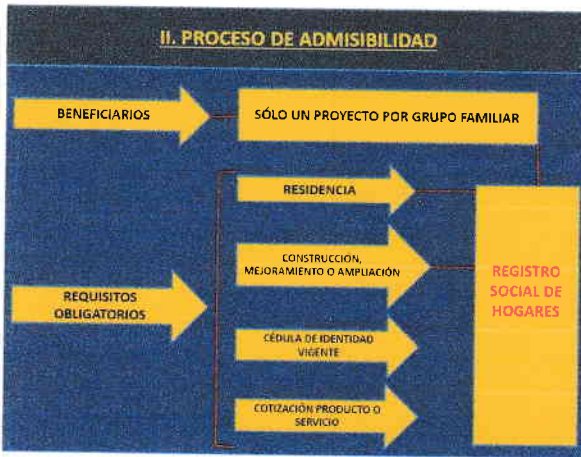 II. PROCESO DE ADMISIBILIDAD
BENEFICIARIOS
SÓLO UN PROYECTO POR GRUPO FAMILIAR
RESIDENCIA
CONSTRUCCIÓN,
MEJORAMIENTO O AMPLIACIÓN
REQUISITOS
OBLIGATORIOS
REGISTRO
SOCIAL DE
HOGARES
CÉDULA DE IDENTIDAD
VIGENTE
COTIZACIÓN PRODUCTO O
SERVICIO